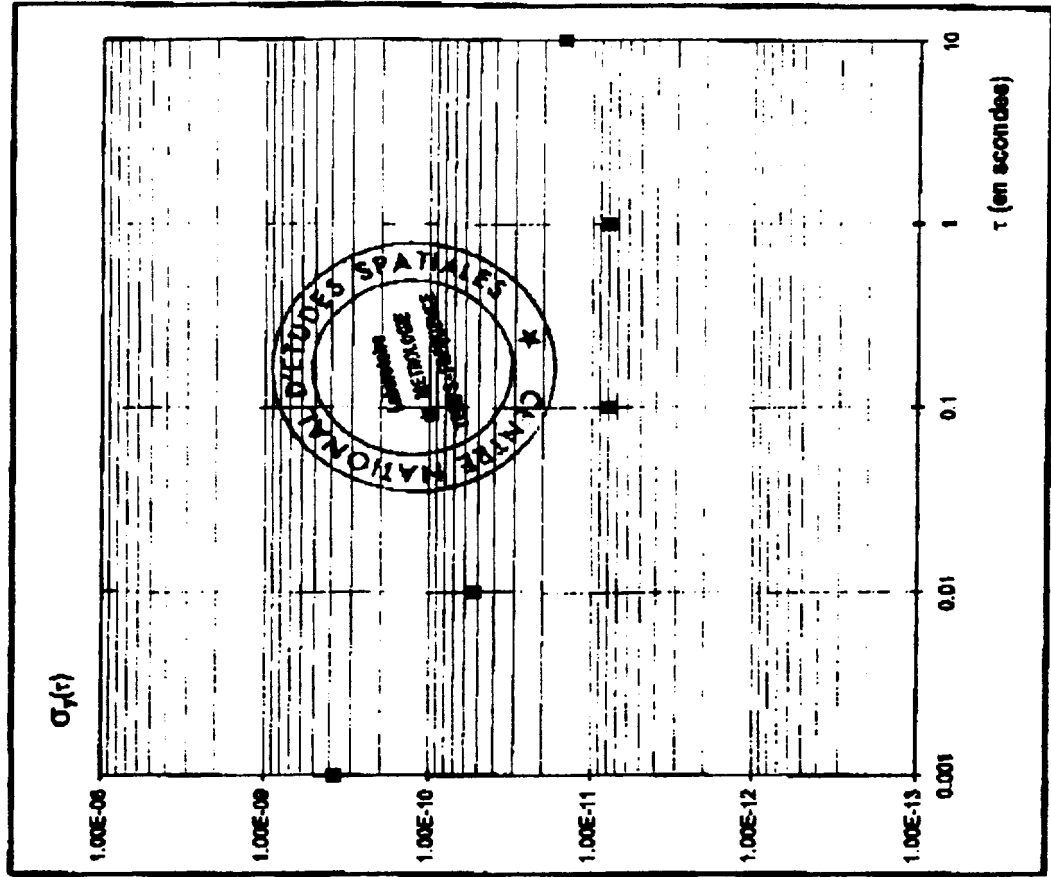 σy(τ)
1.00E-08
1.00E-09
1.00E-10
1.00E-11
1.00E-12
1.00E-13
0.001
0.01
0.1
1
10
τ (en scondes)
CENTRE NATIONAL D'ETUDES SPATIALES ★
METROLOGIE